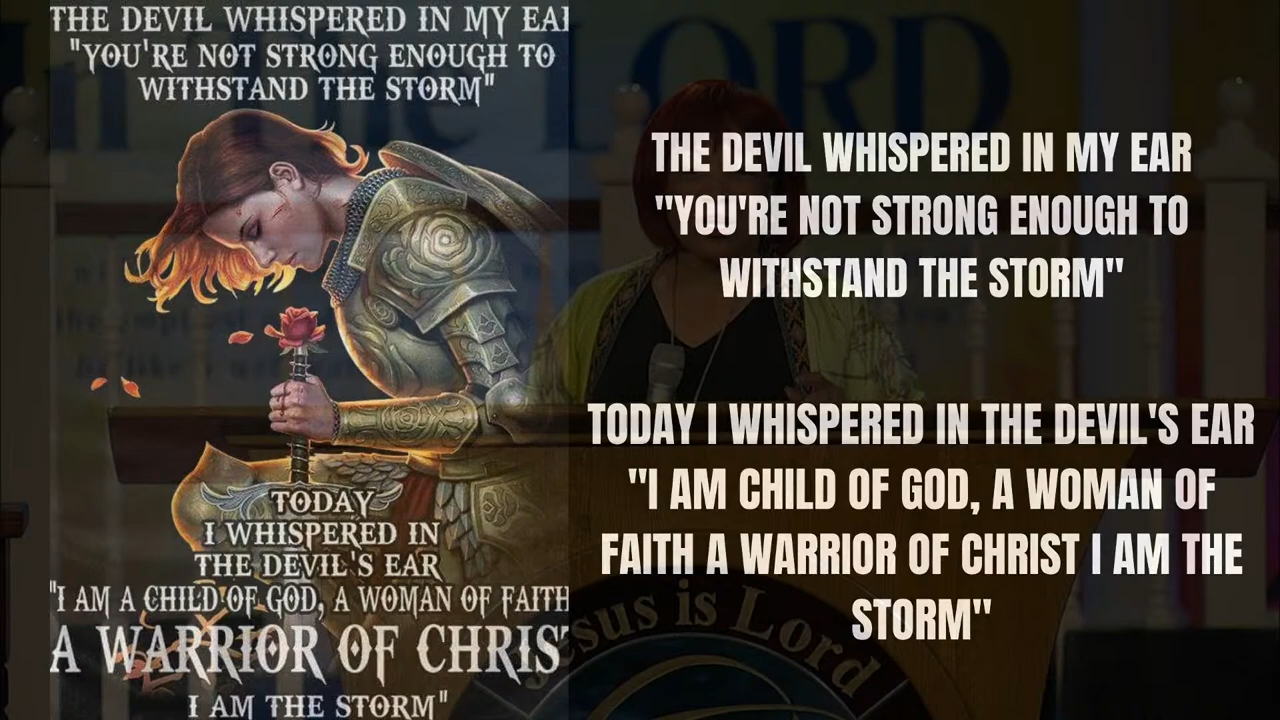 THE DEVIL WHISPERED IN MY EAR
"YOU'RE NOT STRONG ENOUGH TO
WITHSTAND THE STORM"
TODAY
I WHISPERED IN
THE DEVIL'S EAR
"I AM A CHILD OF GOD, A WOMAN OF FAITH
A WARRIOR OF CHRIST
I AM THE STORM"
THE DEVIL WHISPERED IN MY EAR
"YOU'RE NOT STRONG ENOUGH TO
WITHSTAND THE STORM"
TODAY I WHISPERED IN THE DEVIL'S EAR
"I AM CHILD OF GOD, A WOMAN OF
FAITH A WARRIOR OF CHRIST I AM THE
STORM"
LORD
Jesus is Lord